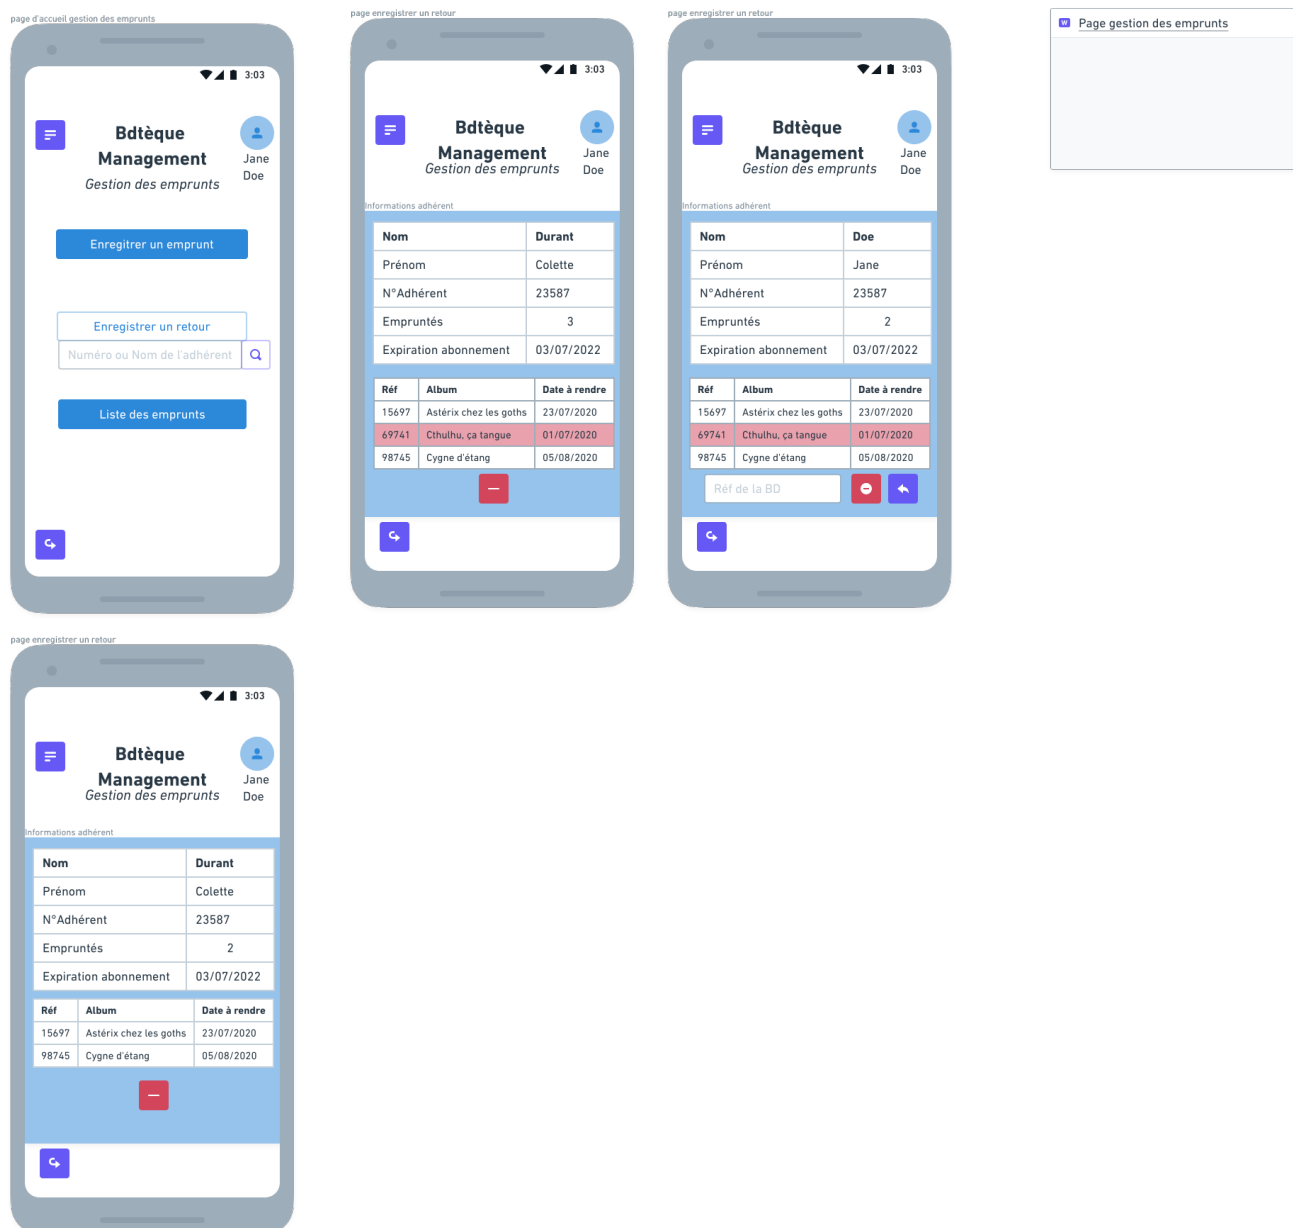 page d'accueil gestion des emprunts
3:03
Bdtèque
Management
Gestion des emprunts
Jane
Doe
Enregitrer un emprunt
Enregistrer un retour
Numéro ou Nom de l'adhérent
Liste des emprunts
page enregistrer un retour
3:03
Bdtèque
Management
Gestion des emprunts
Jane
Doe
Informations adhérent
Nom Durant
Prénom Colette
N°Adhérent 23587
Empruntés 3
Expiration abonnement 03/07/2022
Réf Album Date à rendre
15697 Astérix chez les goths 23/07/2020
69741 Cthulhu, ça tangue 01/07/2020
98745 Cygne d'étang 05/08/2020
page enregistrer un retour
3:03
Bdtèque
Management
Gestion des emprunts
Jane
Doe
Informations adhérent
Nom Doe
Prénom Jane
N°Adhérent 23587
Empruntés 2
Expiration abonnement 03/07/2022
Réf Album Date à rendre
15697 Astérix chez les goths 23/07/2020
69741 Cthulhu, ça tangue 01/07/2020
98745 Cygne d'étang 05/08/2020
Réf de la BD
W Page gestion des emprunts
page enregistrer un retour
3:03
Bdtèque
Management
Gestion des emprunts
Jane
Doe
Informations adhérent
Nom Durant
Prénom Colette
N°Adhérent 23587
Empruntés 2
Expiration abonnement 03/07/2022
Réf Album Date à rendre
15697 Astérix chez les goths 23/07/2020
98745 Cygne d'étang 05/08/2020